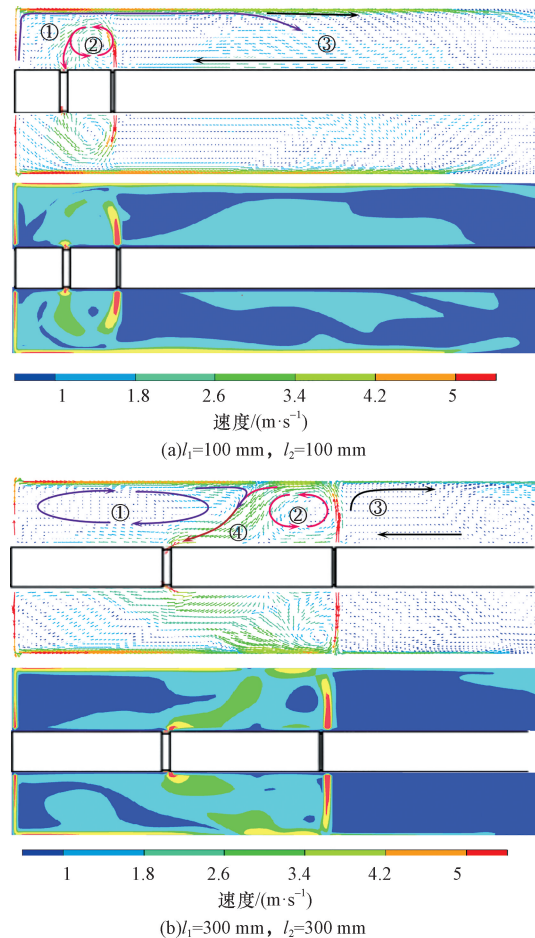 ① ② ③
1 1.8 2.6 3.4 4.2 5
速度/(m·s⁻¹)
(a)l₁=100 mm，l₂=100 mm
① ② ③
④
1 1.8 2.6 3.4 4.2 5
速度/(m·s⁻¹)
(b)l₁=300 mm，l₂=300 mm